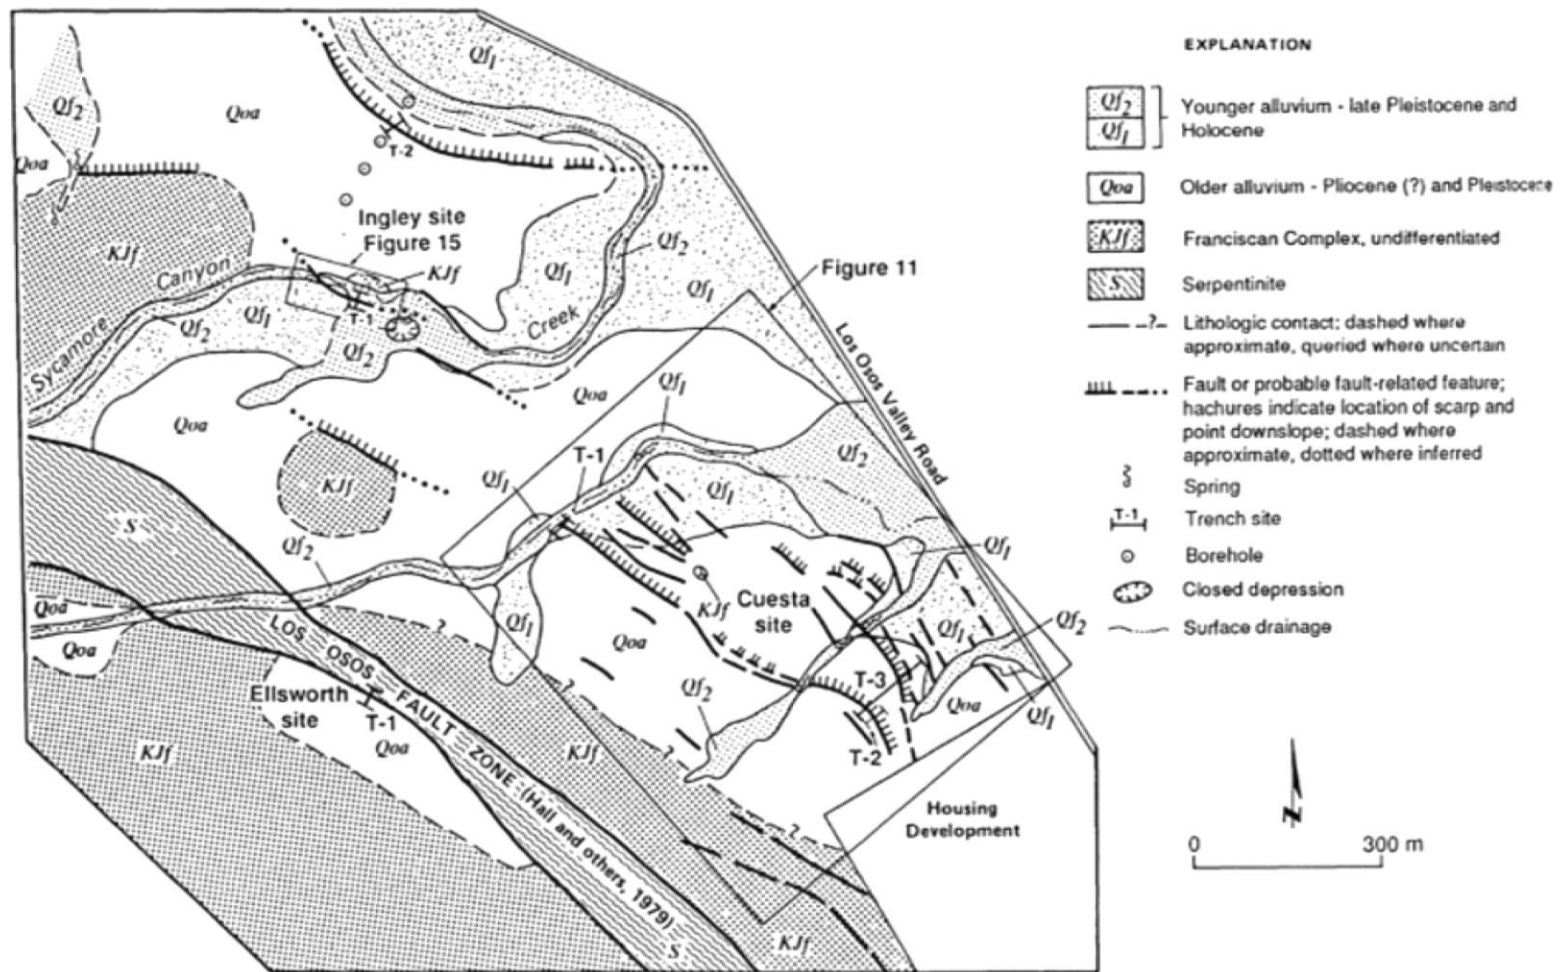 Qf1
Qf2
Qoa
Qoa
T-2
Ingley site
Figure 15
KJf
KJf
Qf2
Qf1
Qf1
Canyon
Sycamore
T-1
Qf1
Qf2
Qf2
Creek
Figure 11
Los Osos Valley Road
Qoa
Qoa
Qf1
T-1
Qf2
Qf1
Qf1
KJf
S
Qf2
Qf1
Qoa
Qoa
Qf1
KJf
Cuesta
site
Qoa
Qf1
Qf2
LOS OSOS FAULT ZONE (Hall and others, 1979)
Ellsworth
site
T-1
Qoa
KJf
KJf
Qf2
T-3
T-2
Qoa
Qf1
?
?
?
?
Housing
Development
S
KJf
EXPLANATION
Qf2
Qf1
Younger alluvium - late Pleistocene and
Holocene
Qoa
Older alluvium - Pliocene (?) and Pleistocene
KJf
Franciscan Complex, undifferentiated
S
Serpentinite
-?-
Lithologic contact; dashed where
approximate, queried where uncertain
Fault or probable fault-related feature;
hachures indicate location of scarp and
point downslope; dashed where
approximate, dotted where inferred
Spring
T-1
Trench site
Borehole
Closed depression
Surface drainage
N
0 300 m